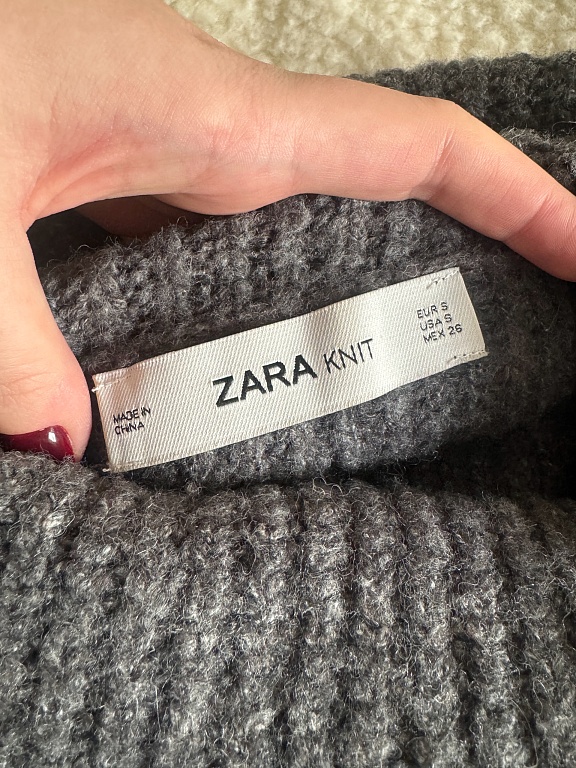 MADE IN
CHINA
ZARA KNIT
EUR S
USA S
MEX 26